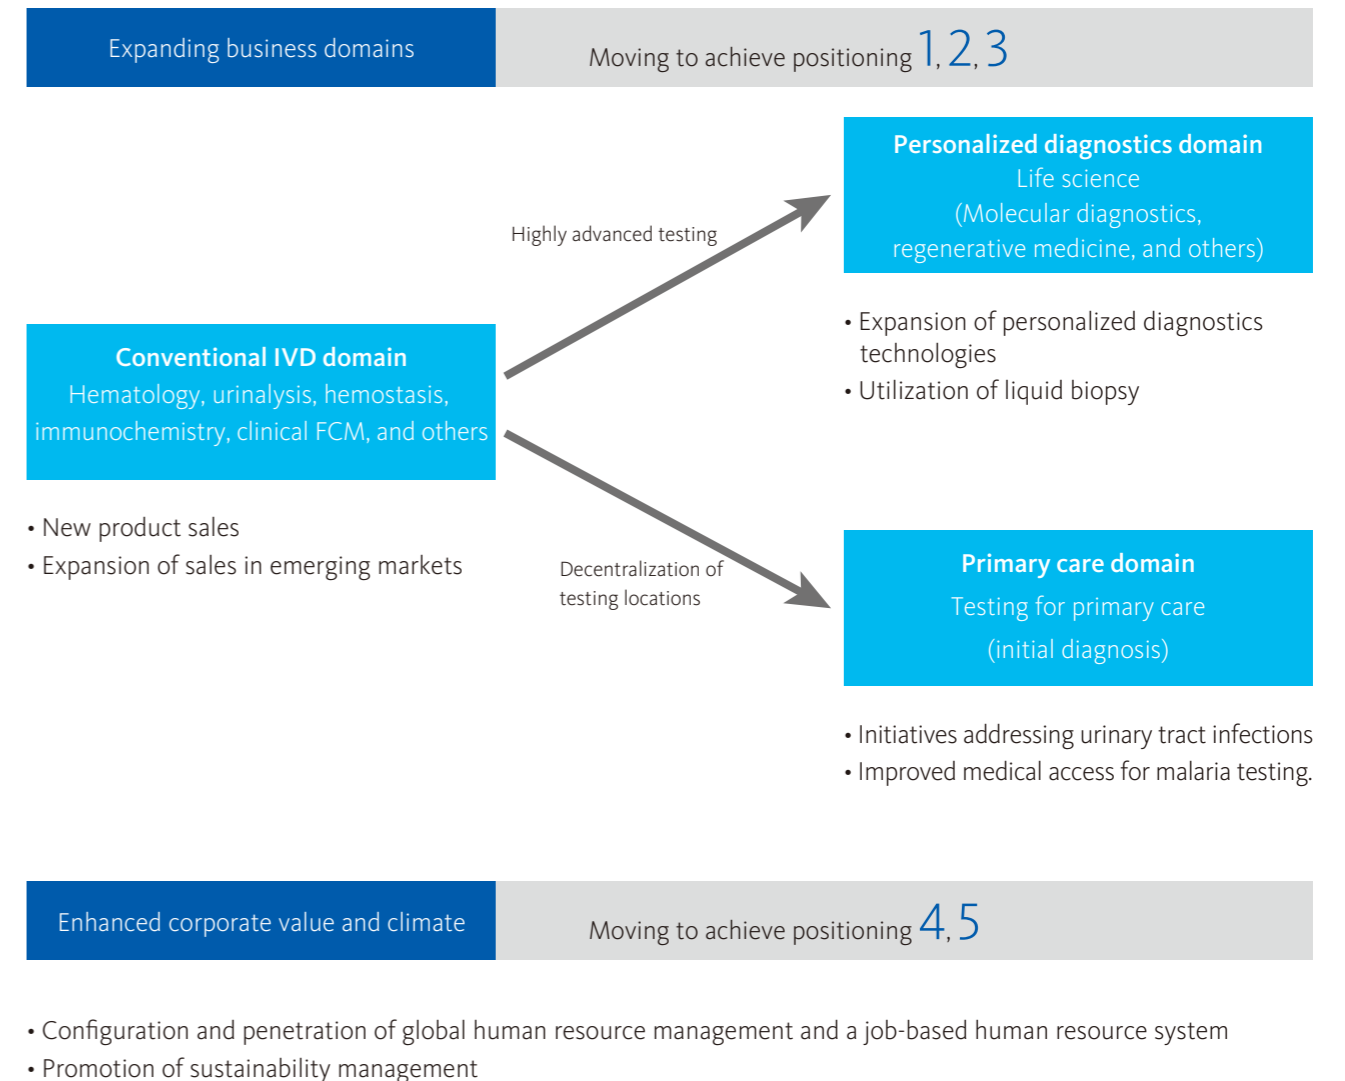 Expanding business domains
Moving to achieve positioning 1, 2, 3
Personalized diagnostics domain
Life science
(Molecular diagnostics,
regenerative medicine, and others)
Highly advanced testing
• Expansion of personalized diagnostics
technologies
• Utilization of liquid biopsy
Conventional IVD domain
Hematology, urinalysis, hemostasis,
immunochemistry, clinical FCM, and others
• New product sales
• Expansion of sales in emerging markets
Decentralization of
testing locations
Primary care domain
Testing for primary care
(initial diagnosis)
• Initiatives addressing urinary tract infections
• Improved medical access for malaria testing.
Enhanced corporate value and climate
Moving to achieve positioning 4, 5
• Configuration and penetration of global human resource management and a job-based human resource system
• Promotion of sustainability management